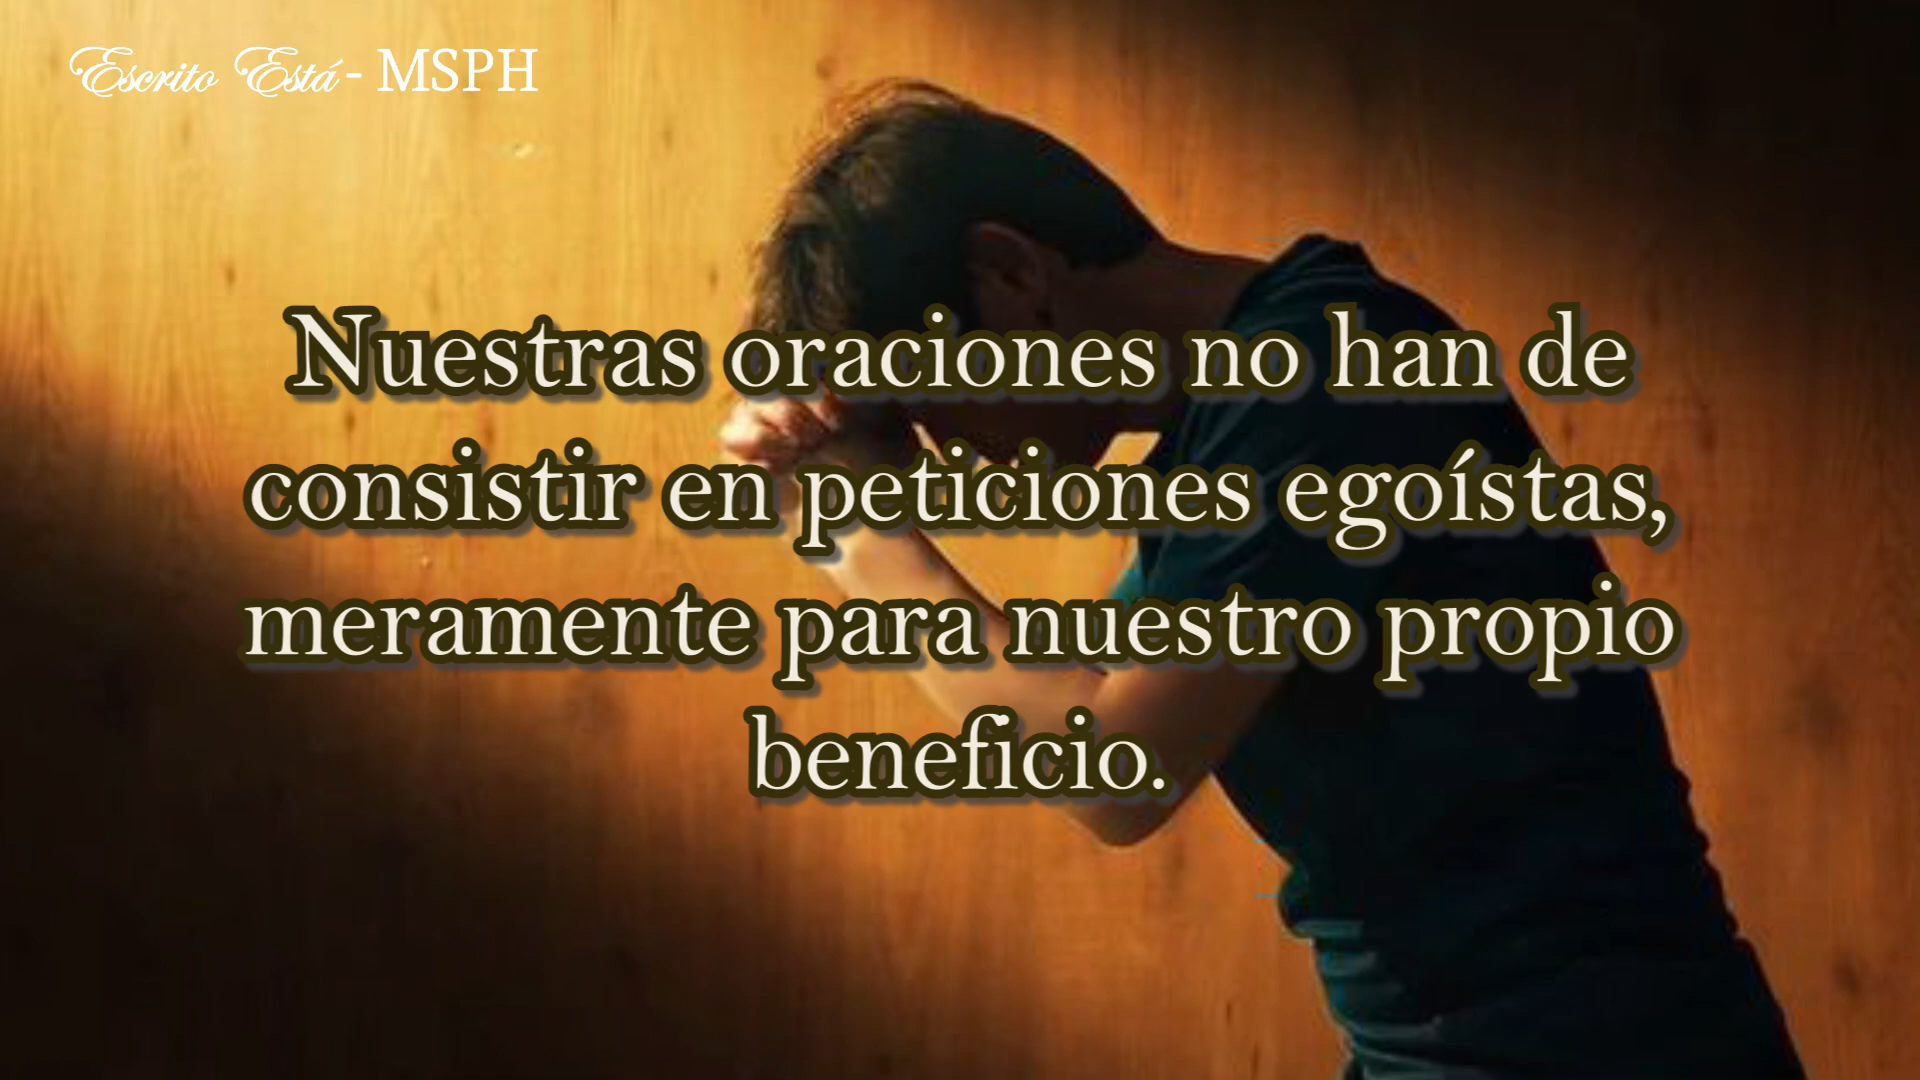 Escrito Está - MSPH
Nuestras oraciones no han de
consistir en peticiones egoístas,
meramente para nuestro propio
beneficio.